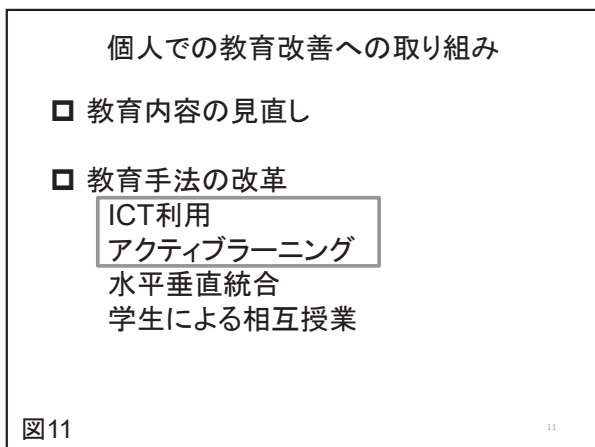 個人での教育改善への取り組み
教育内容の見直し
教育手法の改革
ICT利用
アクティブラーニング
水平垂直統合
学生による相互授業
図11
11